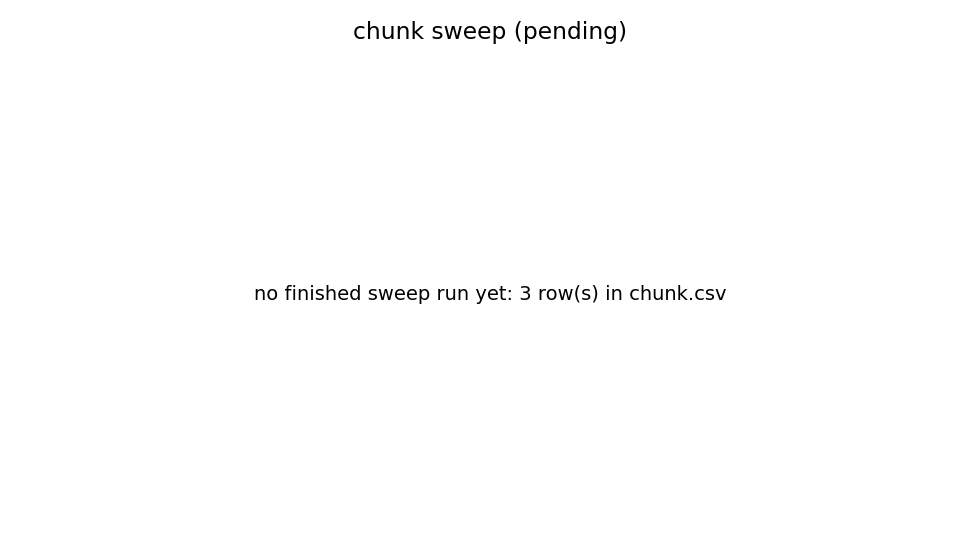 chunk sweep (pending)
no finished sweep run yet: 3 row(s) in chunk.csv